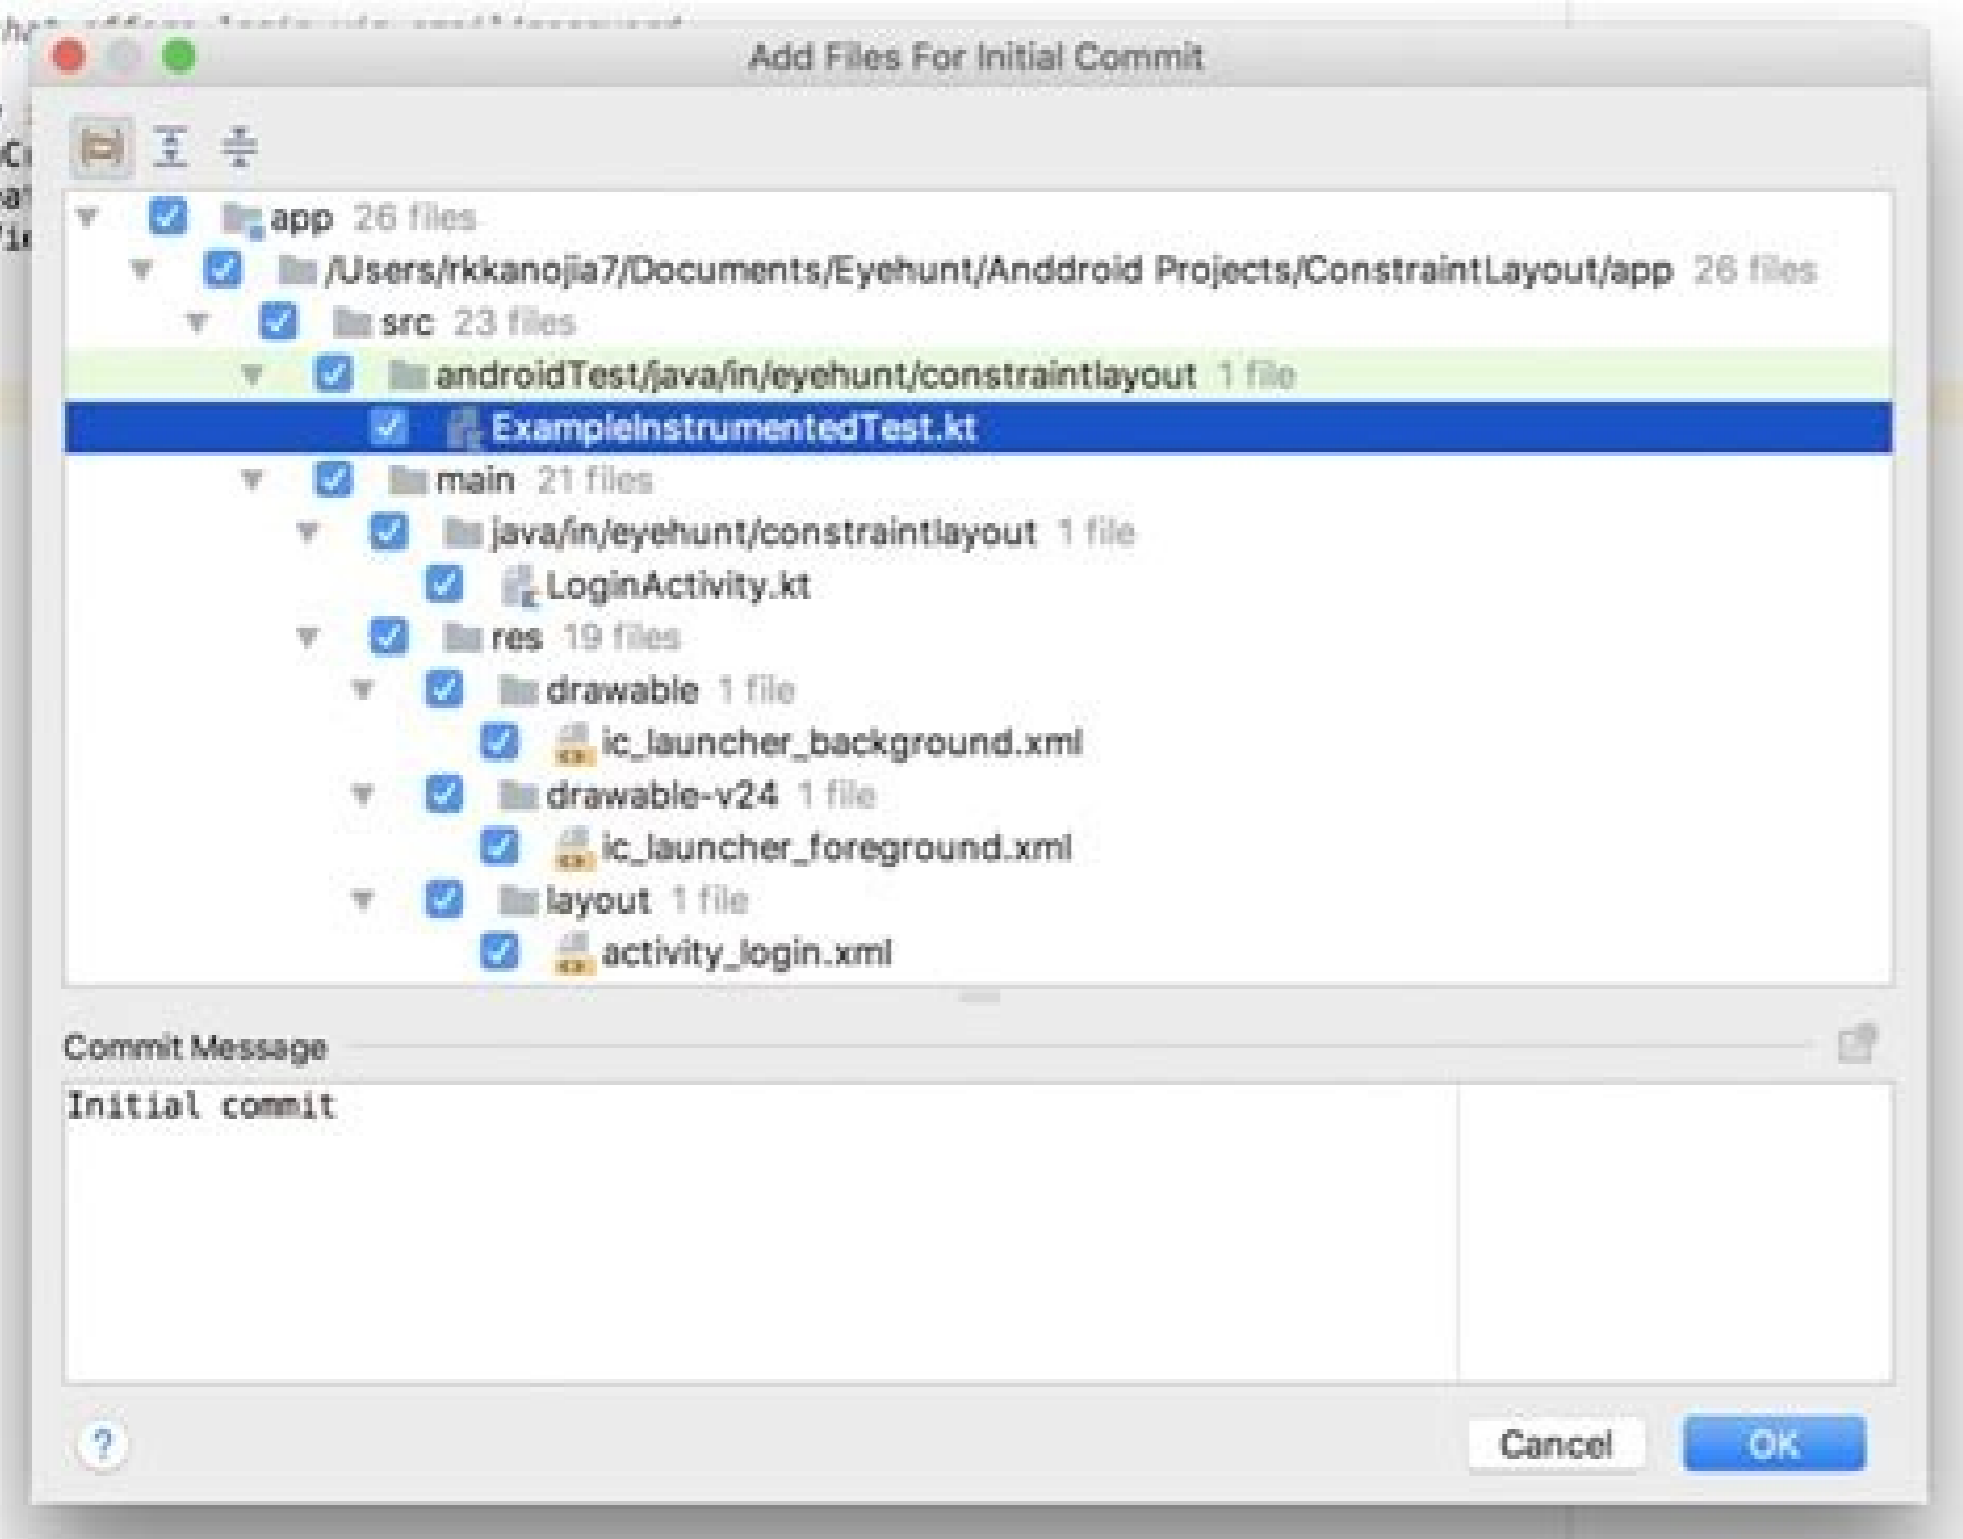 Add Files For Initial Commit
app 26 files
/Users/rkkanojia7/Documents/Eyehunt/Anddroid Projects/ConstraintLayout/app 26 files
src 23 files
androidTest/java/in/eyehunt/constraintlayout 1 file
ExampleInstrumentedTest.kt
main 21 files
java/in/eyehunt/constraintlayout 1 file
LoginActivity.kt
res 19 files
drawable 1 file
ic_launcher_background.xml
drawable-v24 1 file
ic_launcher_foreground.xml
layout 1 file
activity_login.xml
Commit Message
Initial commit
?
Cancel
OK